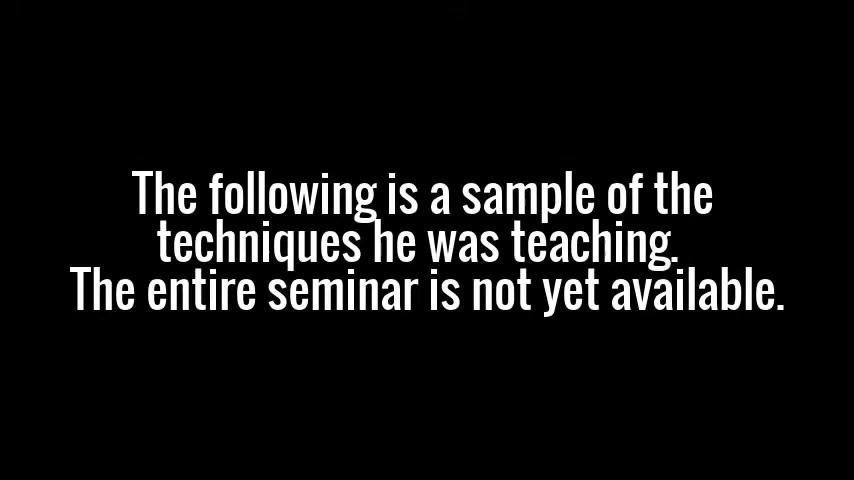 The following is a sample of the
techniques he was teaching.
The entire seminar is not yet available.